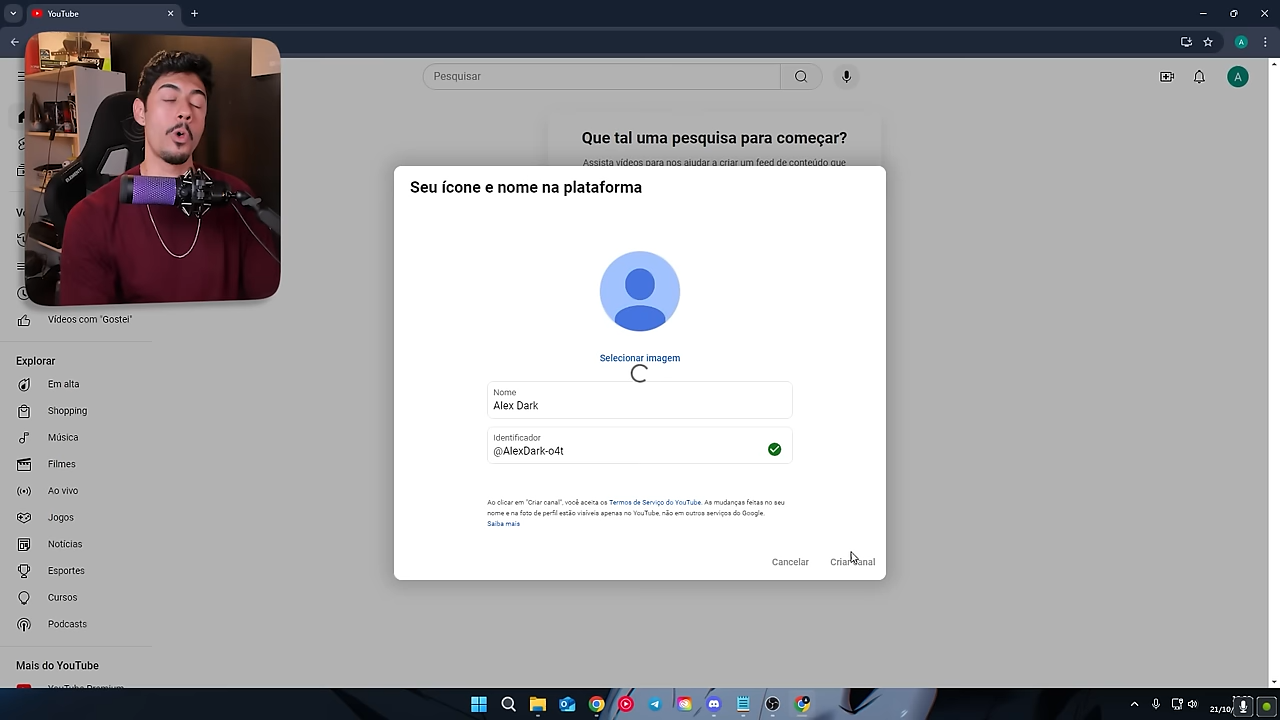 YouTube
Pesquisar
A
A
Que tal uma pesquisa para começar?
Assista vídeos para nos ajudar a criar um feed de conteúdo que
Seu ícone e nome na plataforma
Selecionar imagem
Nome
Alex Dark
Identificador
@AlexDark-o4t
Ao clicar em "Criar canal", você aceita os Termos de Serviço do YouTube. As mudanças feitas no seu
nome e na foto de perfil estão visíveis apenas no YouTube, não em outros serviços do Google.
Saiba mais
Cancelar
Criar canal
Vídeos com "Gostei"
Explorar
Em alta
Shopping
Música
Filmes
Ao vivo
Jogos
Notícias
Esportes
Cursos
Podcasts
Mais do YouTube
YouTube Premium
21/10